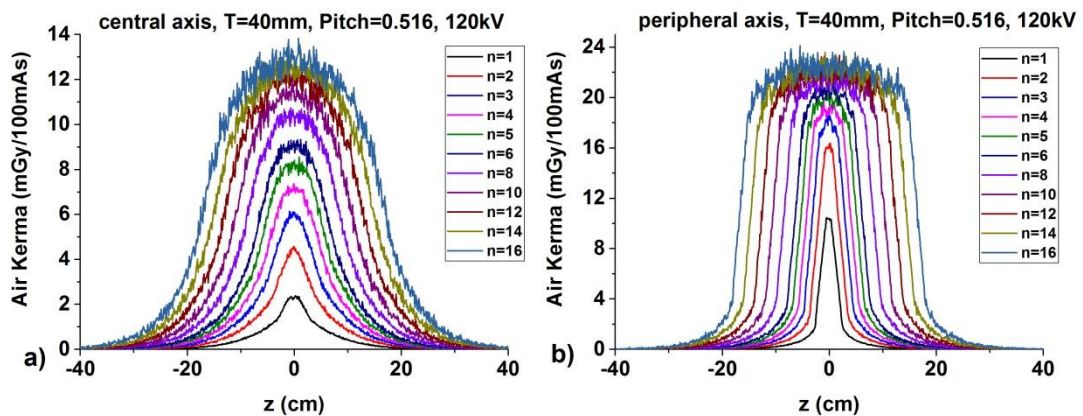 central axis, T=40mm, Pitch=0.516, 120kV
14
12
10
8
6
4
2
0
Air Kerma (mGy/100mAs)
n=1
n=2
n=3
n=4
n=5
n=6
n=8
n=10
n=12
n=14
n=16
a)
-40
-20
0
20
40
z (cm)
peripheral axis, T=40mm, Pitch=0.516, 120kV
24
20
16
12
8
4
0
Air Kerma (mGy/100mAs)
n=1
n=2
n=3
n=4
n=5
n=6
n=8
n=10
n=12
n=14
n=16
b)
-40
-20
0
20
40
z (cm)